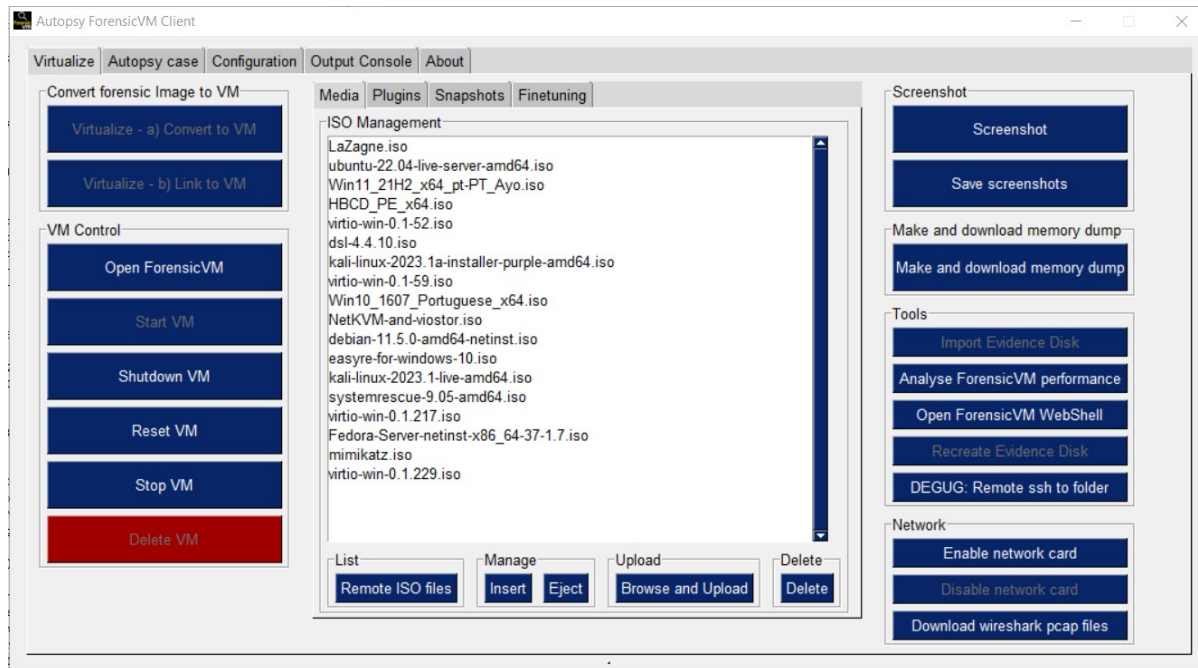 Autopsy ForensicVM Client
Virtualize Autopsy case Configuration Output Console About
Convert forensic Image to VM
Virtualize - a) Convert to VM
Virtualize - b) Link to VM
VM Control
Open ForensicVM
Start VM
Shutdown VM
Reset VM
Stop VM
Delete VM
Media Plugins Snapshots Finetuning
ISO Management
LaZagne.iso
ubuntu-22.04-live-server-amd64.iso
Win11_21H2_x64_pt-PT_Ayo.iso
HBCD_PE_x64.iso
virtio-win-0.1-52.iso
dsl-4.4.10.iso
kali-linux-2023.1a-installer-purple-amd64.iso
virtio-win-0.1-59.iso
Win10_1607_Portuguese_x64.iso
NetKVM-and-viostor.iso
debian-11.5.0-amd64-netinst.iso
easyre-for-windows-10.iso
kali-linux-2023.1-live-amd64.iso
systemrescue-9.05-amd64.iso
virtio-win-0.1.217.iso
Fedora-Server-netinst-x86_64-37-1.7.iso
mimikatz.iso
virtio-win-0.1.229.iso
List Manage Upload Delete
Remote ISO files Insert Eject Browse and Upload Delete
Screenshot
Screenshot
Save screenshots
Make and download memory dump
Make and download memory dump
Tools
Import Evidence Disk
Analyse ForensicVM performance
Open ForensicVM WebShell
Recreate Evidence Disk
DEGUG: Remote ssh to folder
Network
Enable network card
Disable network card
Download wireshark pcap files